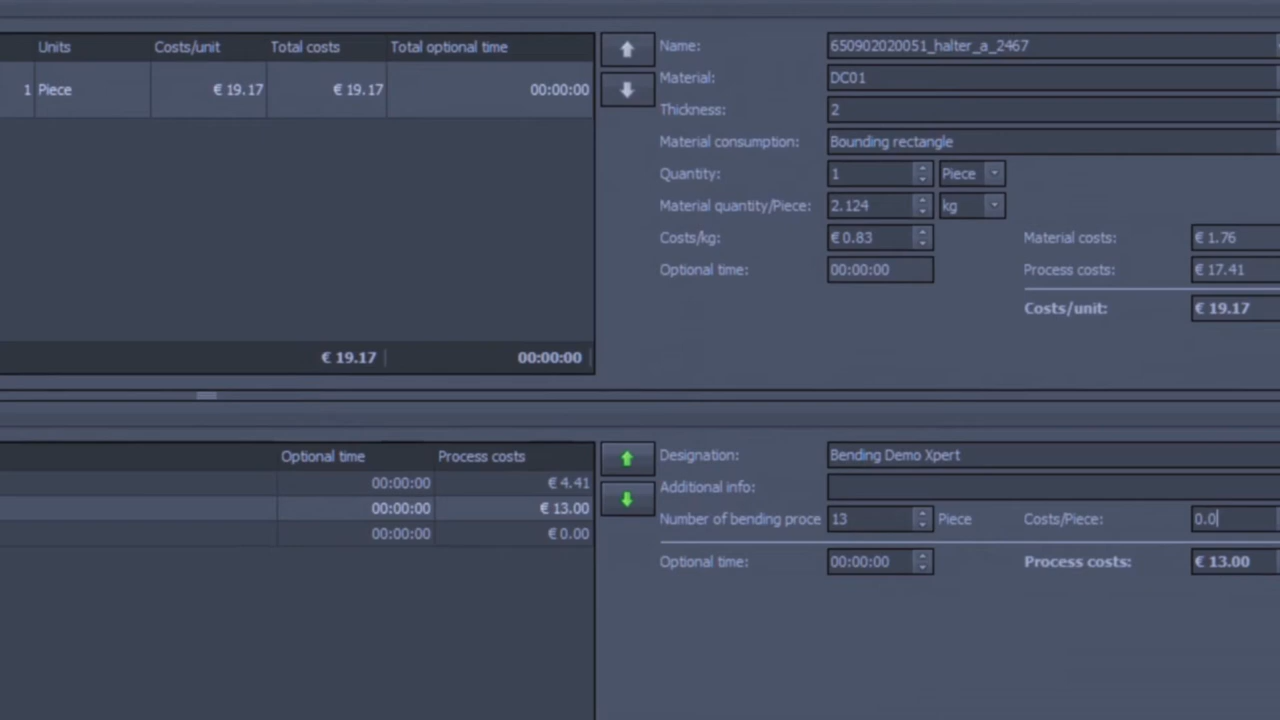 Units Costs/unit Total costs Total optional time
1 Piece € 19.17 € 19.17 00:00:00
€ 19.17 00:00:00
Name: 650902020051_halter_a_2467
Material: DC01
Thickness: 2
Material consumption: Bounding rectangle
Quantity: 1 Piece
Material quantity/Piece: 2.124 kg
Costs/kg: € 0.83 Material costs: € 1.76
Optional time: 00:00:00 Process costs: € 17.41
Costs/unit: € 19.17
Optional time Process costs
00:00:00 € 4.41
00:00:00 € 13.00
00:00:00 € 0.00
Designation: Bending Demo Xpert
Additional info:
Number of bending proce 13 Piece Costs/Piece: 0.0
Optional time: 00:00:00 Process costs: € 13.00